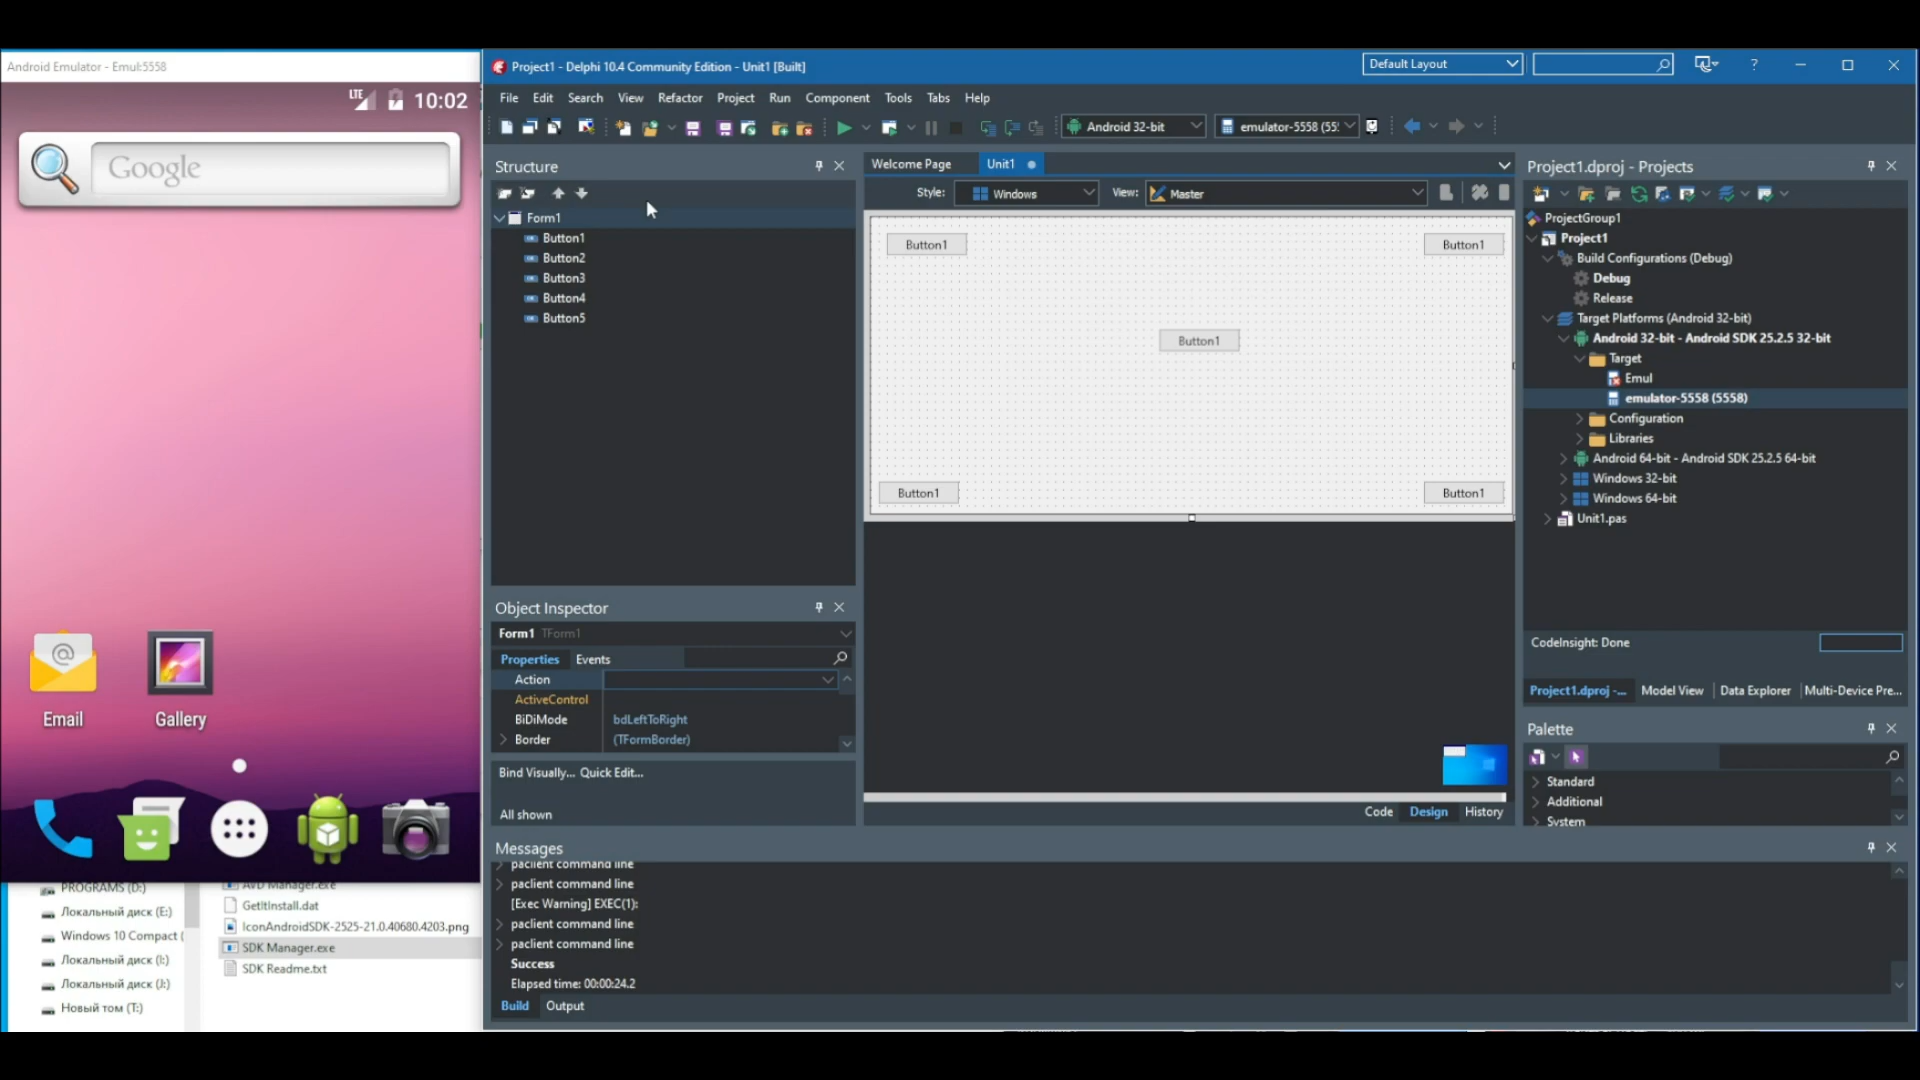 Android Emulator - Emul:5558
LTE
10:02
Google
Email
Gallery
PROGRAMS (D:)
Локальный диск (E:)
Windows 10 Compact (
Локальный диск (I:)
Локальный диск (J:)
Новый том (T:)
AVD Manager.exe
GetItInstall.dat
IconAndroidSDK-2525-21.0.40680.4203.png
SDK Manager.exe
SDK Readme.txt
Project1 - Delphi 10.4 Community Edition - Unit1 [Built]
Default Layout
?
File Edit Search View Refactor Project Run Component Tools Tabs Help
Android 32-bit
emulator-5558 (55
Structure
Form1
Button1
Button2
Button3
Button4
Button5
Object Inspector
Form1 TForm1
Properties Events
Action
ActiveControl
BiDiMode bdLeftToRight
Border (TFormBorder)
Bind Visually... Quick Edit...
All shown
Welcome Page Unit1
Style: Windows View: Master
Button1 Button1
Button1
Button1 Button1
Code Design History
Project1.dproj - Projects
ProjectGroup1
Project1
Build Configurations (Debug)
Debug
Release
Target Platforms (Android 32-bit)
Android 32-bit - Android SDK 25.2.5 32-bit
Target
Emul
emulator-5558 (5558)
Configuration
Libraries
Android 64-bit - Android SDK 25.2.5 64-bit
Windows 32-bit
Windows 64-bit
Unit1.pas
CodeInsight: Done
Project1.dproj -... Model View Data Explorer Multi-Device Pre...
Palette
Standard
Additional
System
Messages
paclient command line
paclient command line
[Exec Warning] EXEC(1):
paclient command line
paclient command line
Success
Elapsed time: 00:00:24.2
Build Output